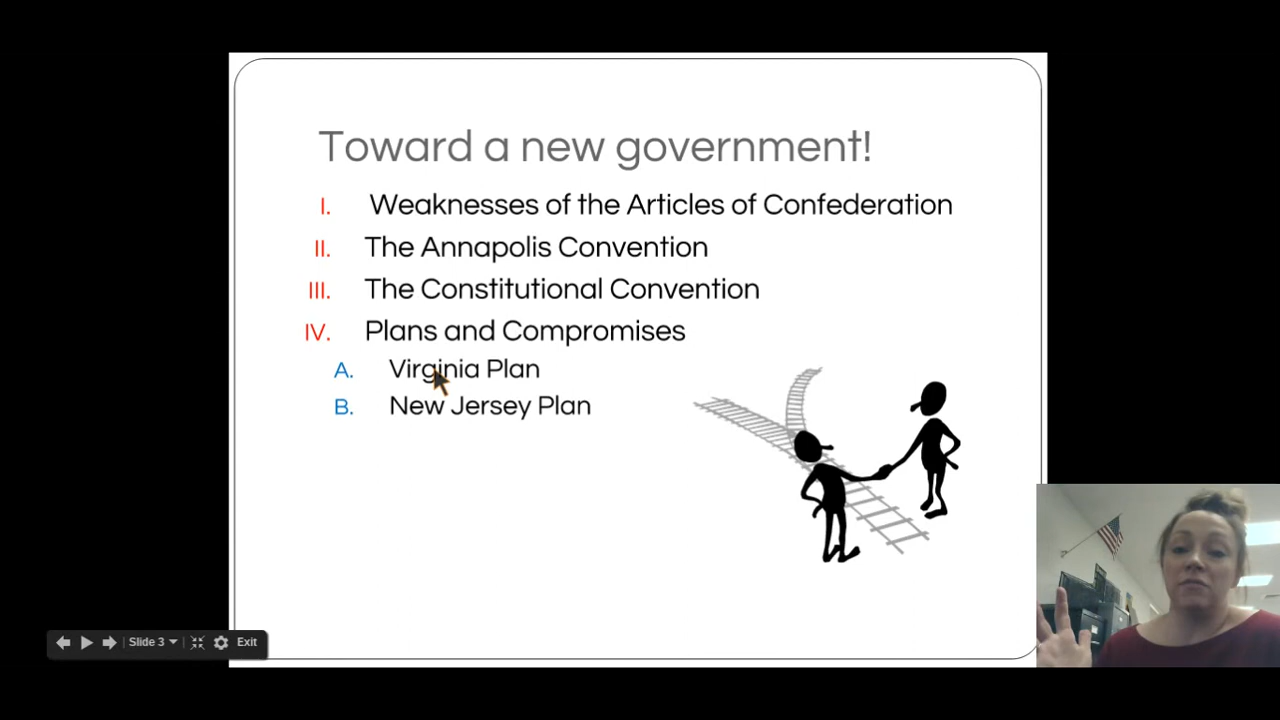 Toward a new government!
I. Weaknesses of the Articles of Confederation
II. The Annapolis Convention
III. The Constitutional Convention
IV. Plans and Compromises
A. Virginia Plan
B. New Jersey Plan
Slide 3 Exit